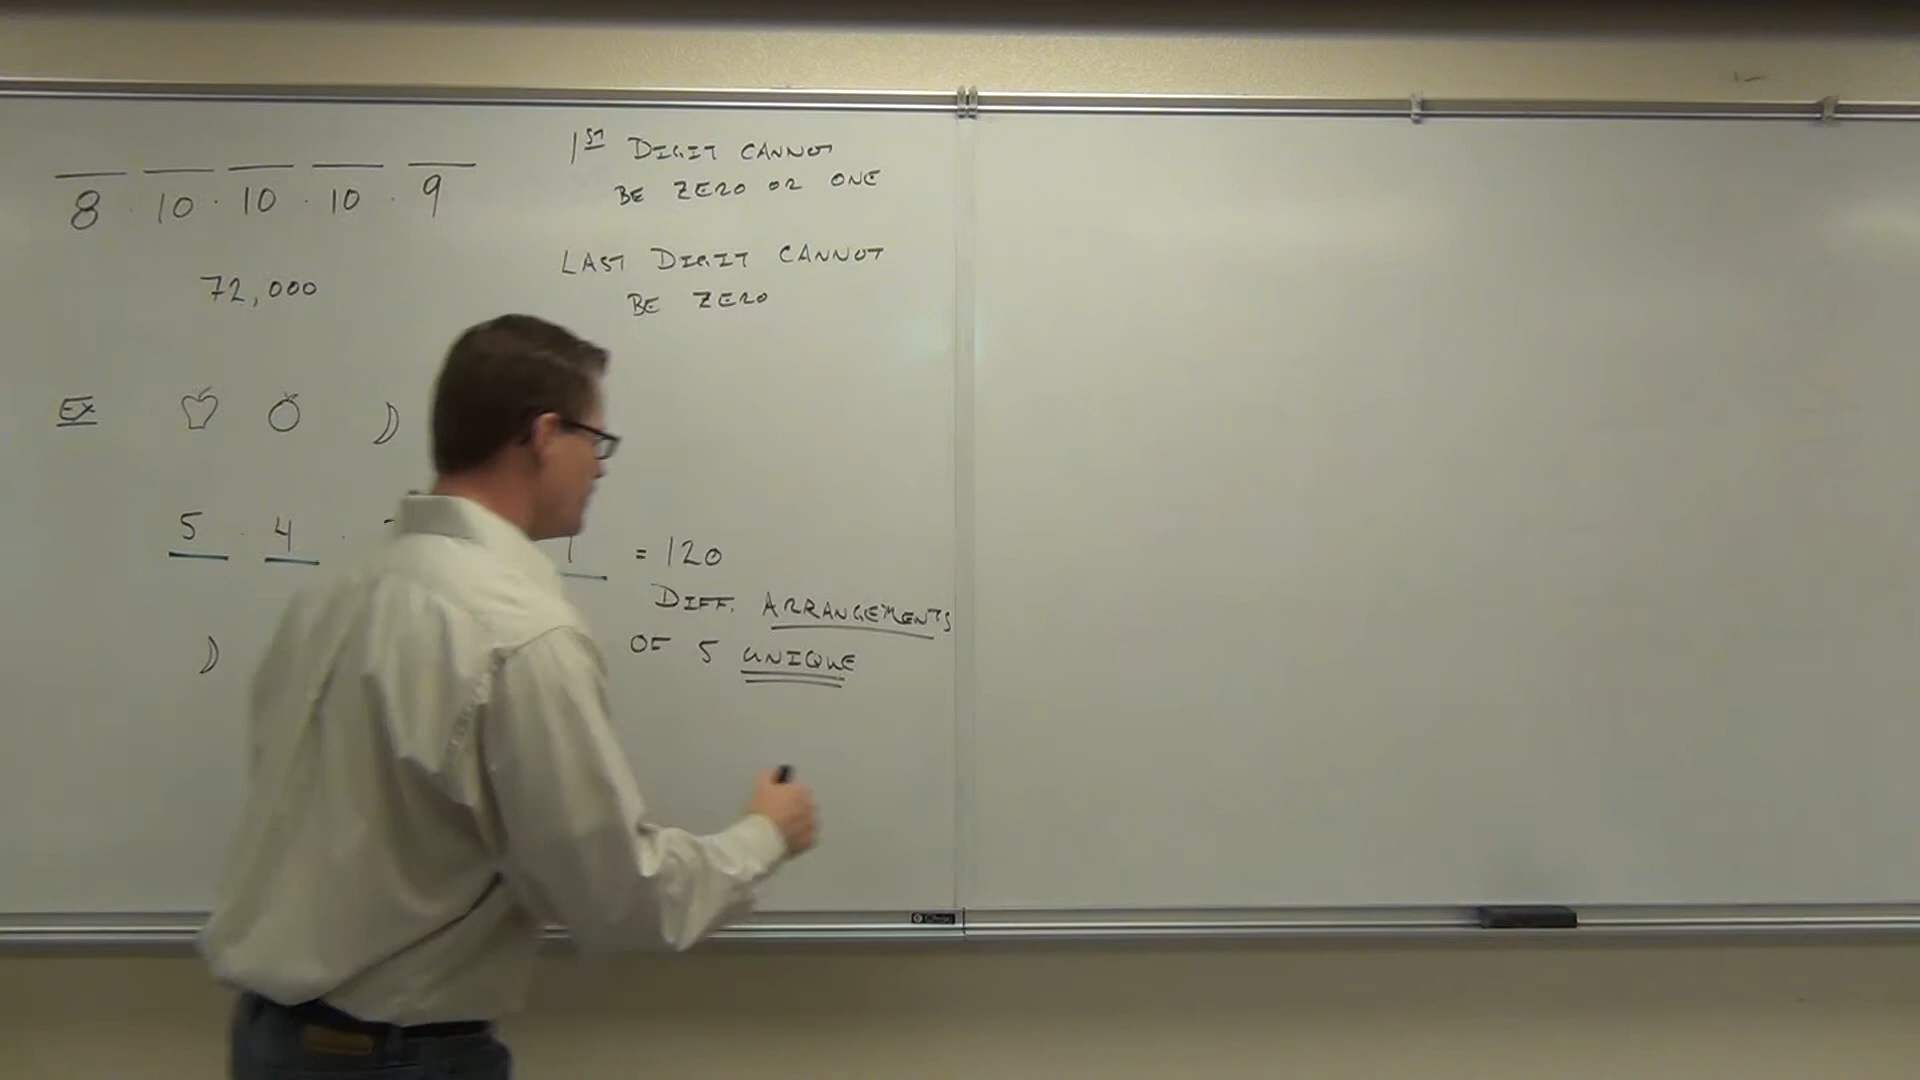 8 · 10 · 10 · 10 · 9
72,000
1ST DIGIT CANNOT
BE ZERO OR ONE
LAST DIGIT CANNOT
BE ZERO
EX
5 · 4 · 1 = 120
DIFF. ARRANGEMENTS
OF 5 UNIQUE